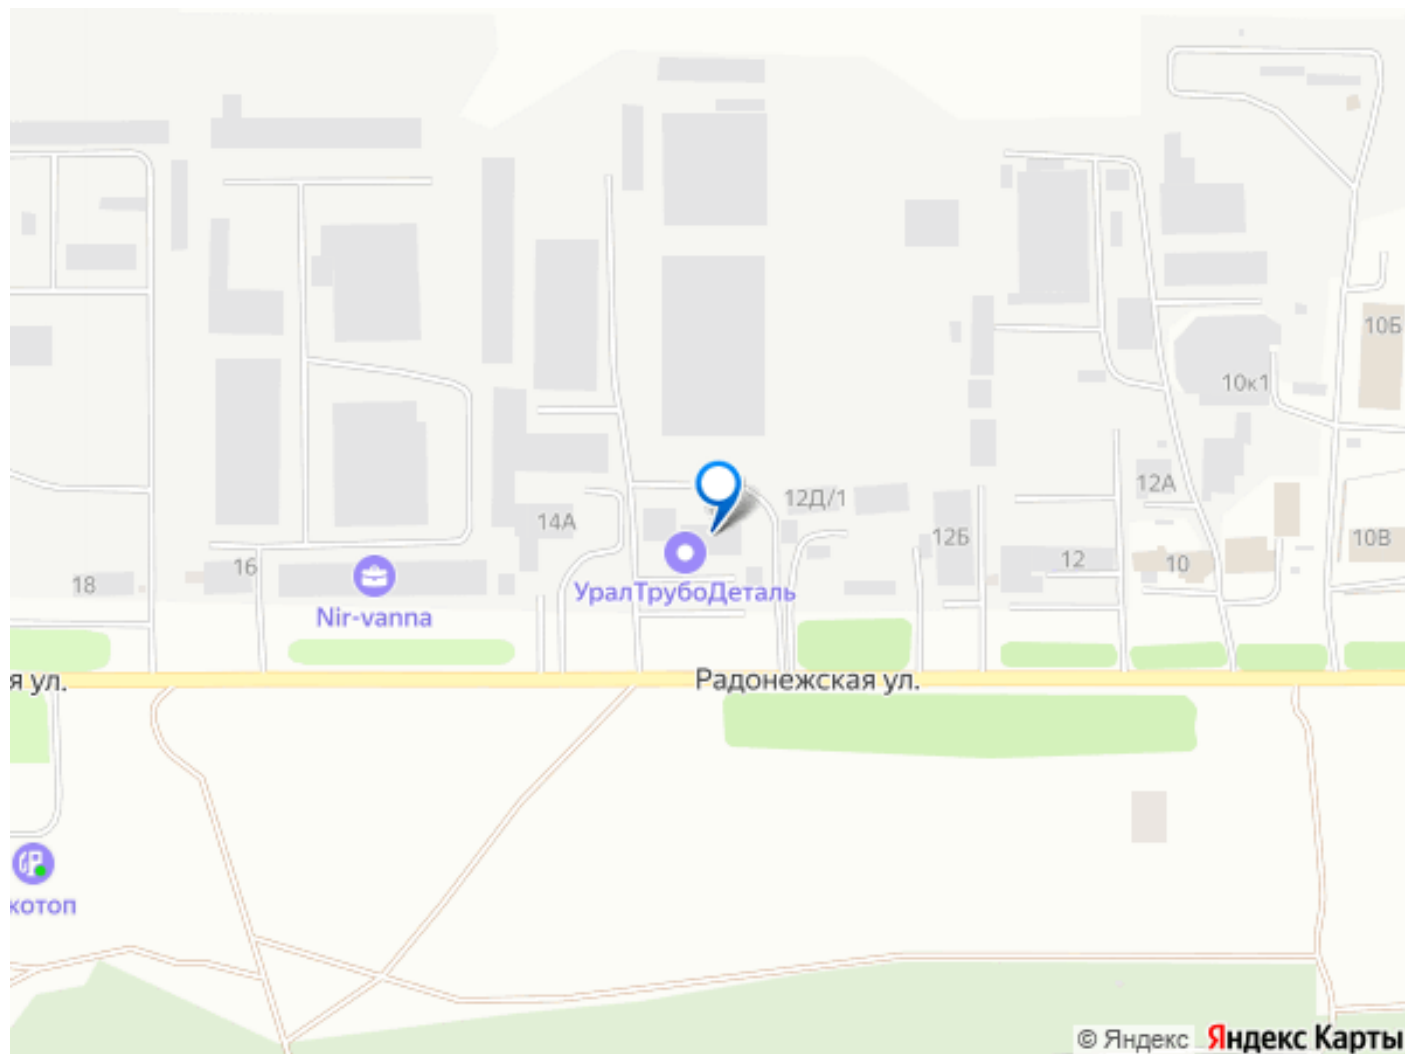 10Б
10к1
12А
12Д/1
14А
12Б
10В
12
10
16
18
УралТрубоДеталь
Nir-vanna
я ул.
Радонежская ул.
котоп
© Яндекс Яндекс Карты